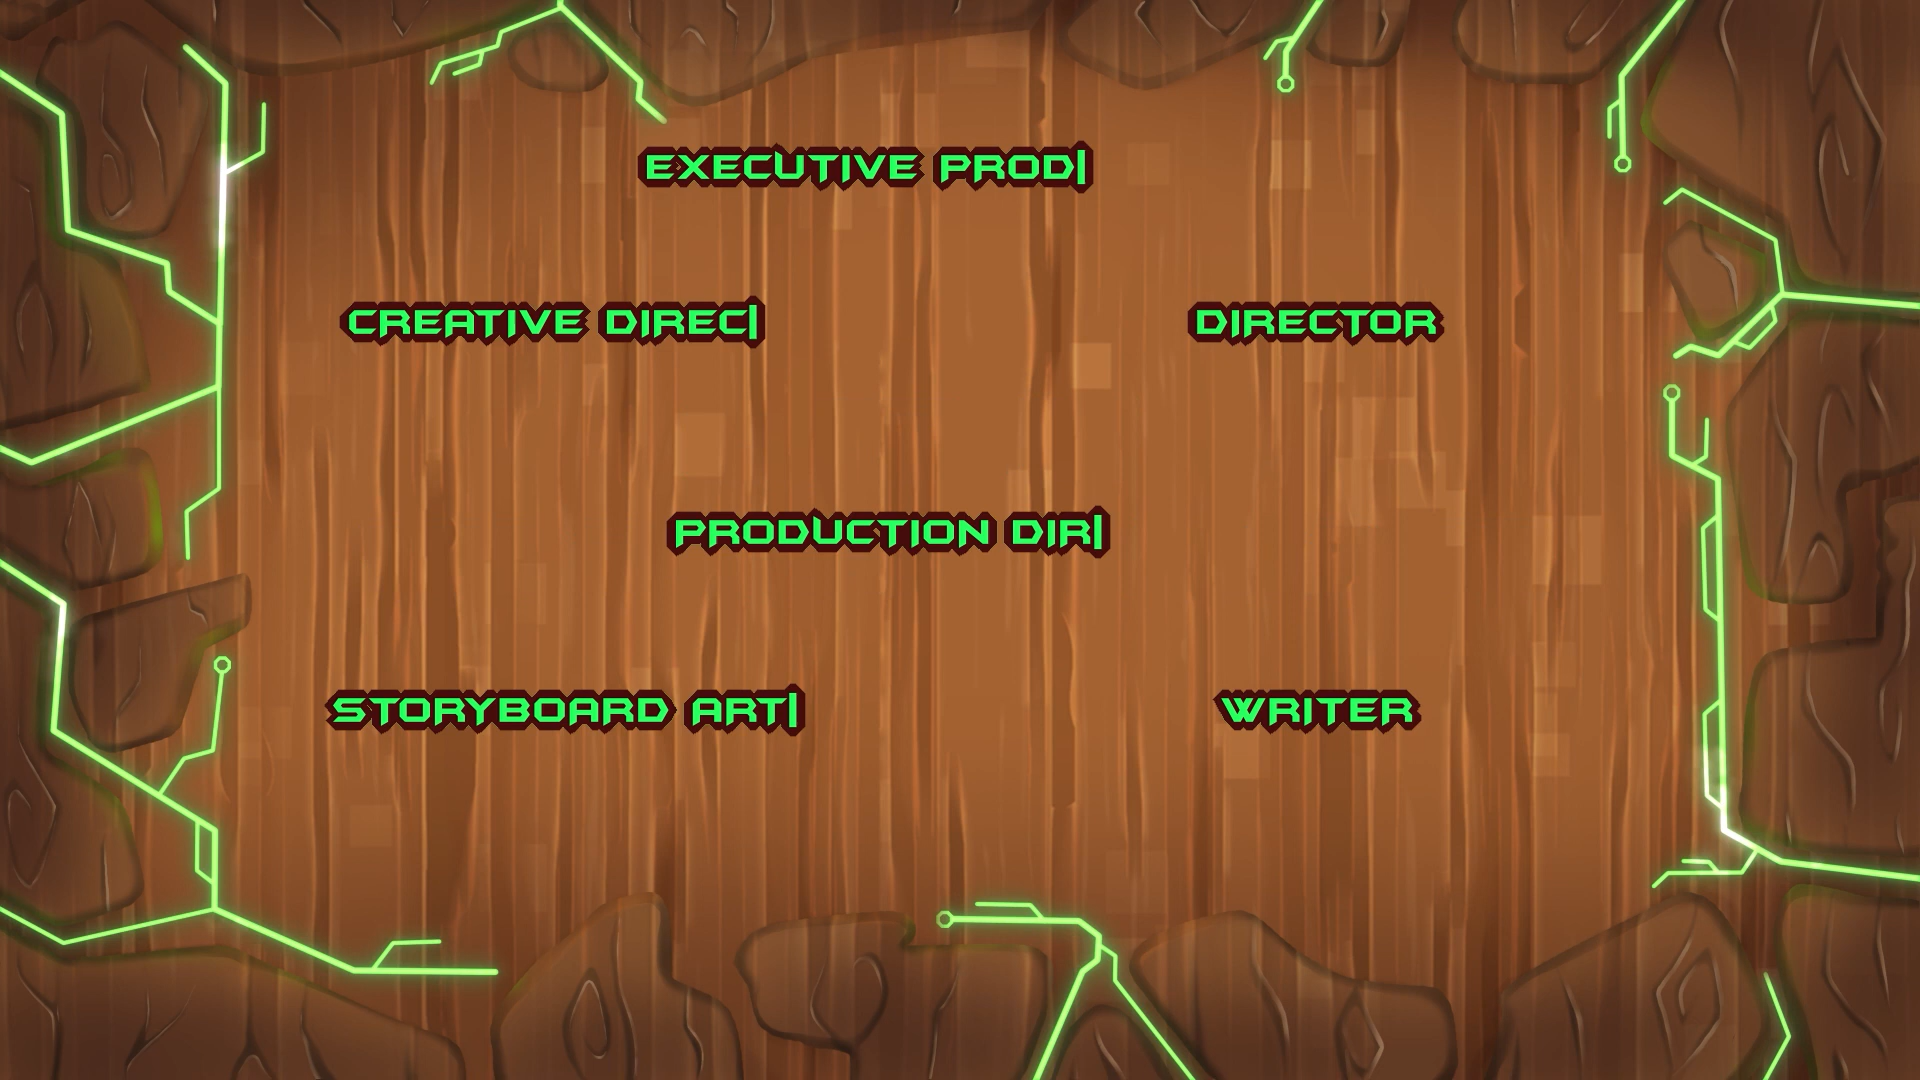 EXECUTIVE PROD|
CREATIVE DIREC|
DIRECTOR
PRODUCTION DIR|
STORYBOARD ART|
WRITER